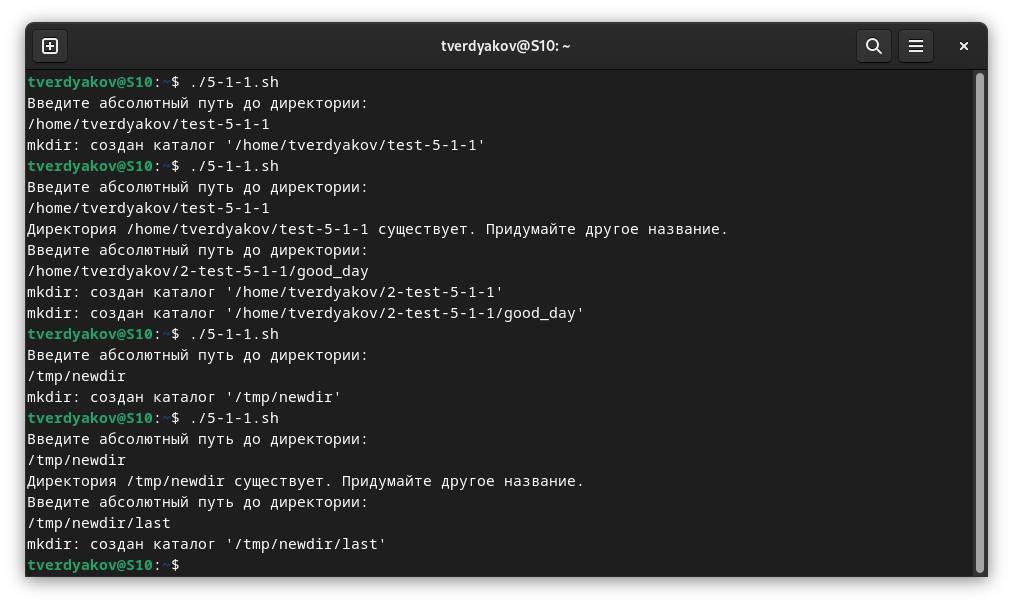 tverdyakov@S10: ~
tverdyakov@S10:~$ ./5-1-1.sh
Введите абсолютный путь до директории:
/home/tverdyakov/test-5-1-1
mkdir: создан каталог '/home/tverdyakov/test-5-1-1'
tverdyakov@S10:~$ ./5-1-1.sh
Введите абсолютный путь до директории:
/home/tverdyakov/test-5-1-1
Директория /home/tverdyakov/test-5-1-1 существует. Придумайте другое название.
Введите абсолютный путь до директории:
/home/tverdyakov/2-test-5-1-1/good_day
mkdir: создан каталог '/home/tverdyakov/2-test-5-1-1'
mkdir: создан каталог '/home/tverdyakov/2-test-5-1-1/good_day'
tverdyakov@S10:~$ ./5-1-1.sh
Введите абсолютный путь до директории:
/tmp/newdir
mkdir: создан каталог '/tmp/newdir'
tverdyakov@S10:~$ ./5-1-1.sh
Введите абсолютный путь до директории:
/tmp/newdir
Директория /tmp/newdir существует. Придумайте другое название.
Введите абсолютный путь до директории:
/tmp/newdir/last
mkdir: создан каталог '/tmp/newdir/last'
tverdyakov@S10:~$